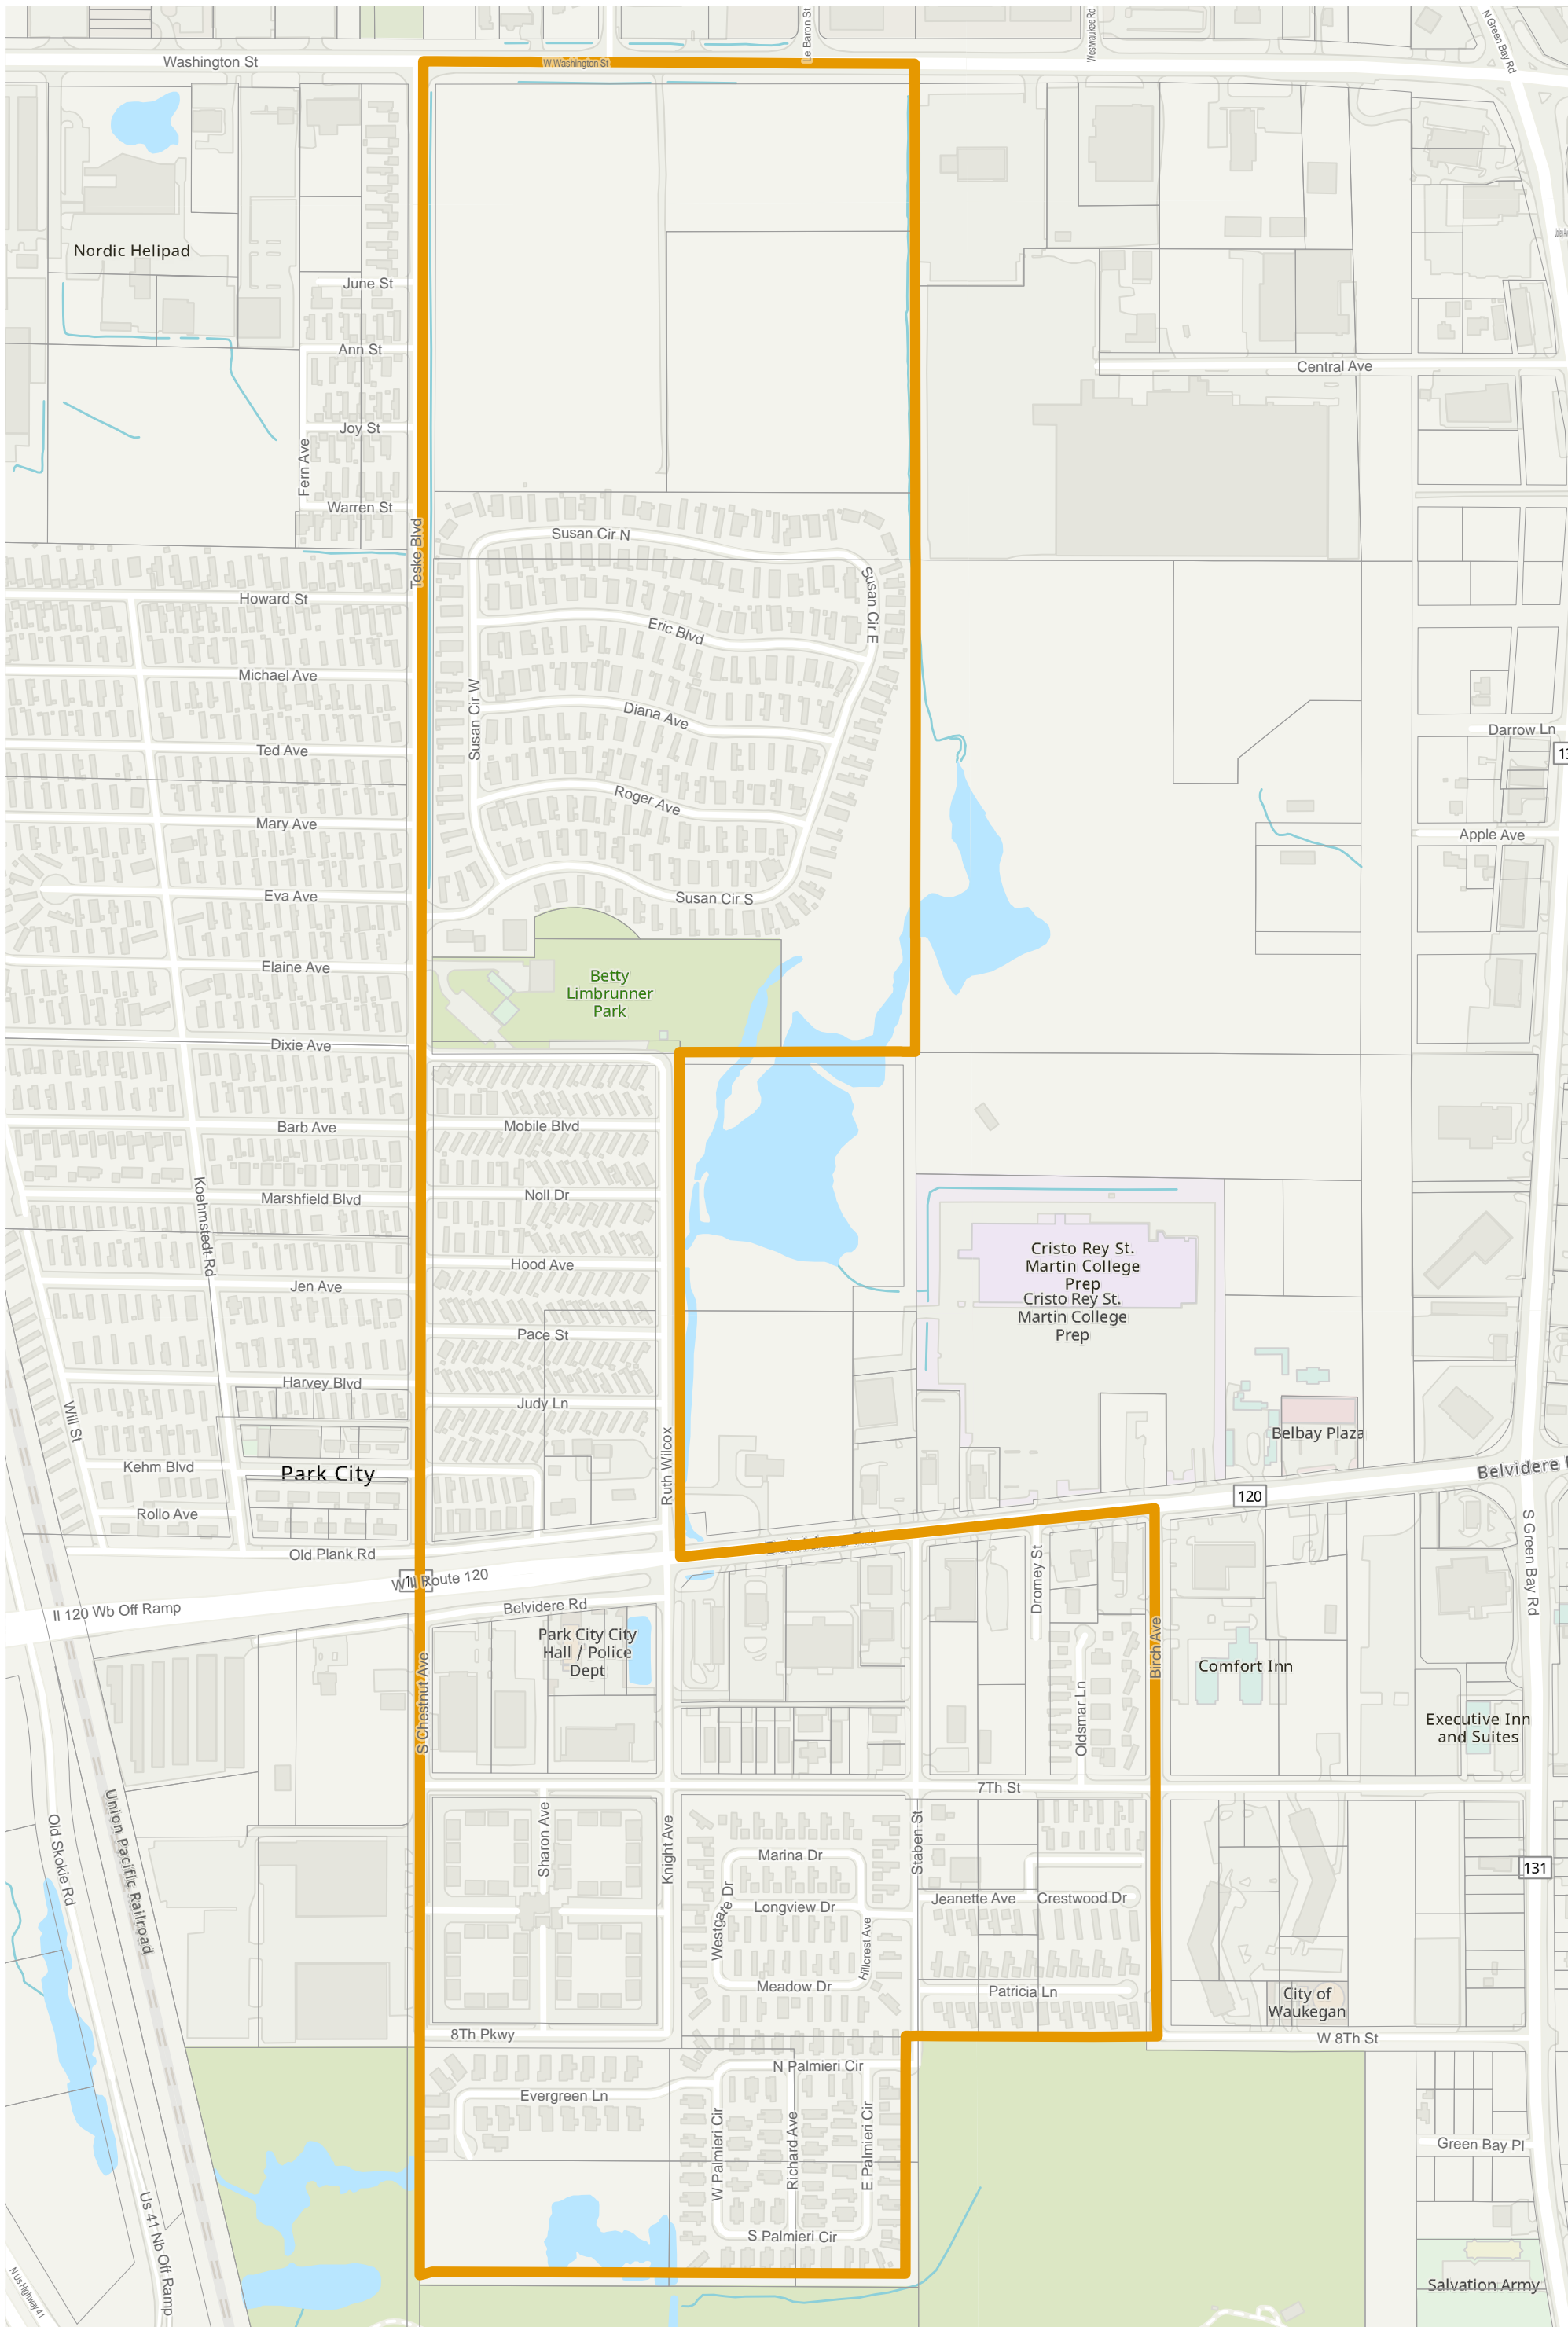 N Green Bay Rd
Le Baron St
Westwaukee Rd
Washington St
W Washington St
Nordic Helipad
June St
Ann St
Central Ave
Joy St
Fern Ave
Warren St
Teske Blvd
Susan Cir N
Susan Cir E
Howard St
Eric Blvd
Michael Ave
Susan Cir W
Diana Ave
Darrow Ln
Ted Ave
Roger Ave
Mary Ave
Apple Ave
Eva Ave
Susan Cir S
Elaine Ave
Betty
Limbrunner
Park
Dixie Ave
Barb Ave
Mobile Blvd
Marshfield Blvd
Noll Dr
Koehmstedt Rd
Cristo Rey St.
Martin College
Prep
Hood Ave
Jen Ave
Cristo Rey St.
Martin College
Prep
Pace St
Harvey Blvd
Judy Ln
Will St
Belbay Plaza
Kehm Blvd
Park City
Ruth Wilcox
Belvidere
120
Rollo Ave
Old Plank Rd
S Green Bay Rd
Dromey St
Il 120 Wb Off Ramp
Belvidere Rd
Park City City
Hall / Police
Dept
Birch Ave
Comfort Inn
S Chestnut Ave
Oldsmar Ln
Executive Inn
and Suites
7Th St
Union Pacific Railroad
Old Skokie Rd
Sharon Ave
Knight Ave
Marina Dr
Staben St
131
Jeanette Ave
Crestwood Dr
Longview Dr
Westgate Dr
Hillcrest Ave
Meadow Dr
Patricia Ln
City of
Waukegan
8Th Pkwy
W 8Th St
N Palmieri Cir
Evergreen Ln
W Palmieri Cir
Richard Ave
E Palmieri Cir
Green Bay Pl
Us 41 Nb Off Ramp
S Palmieri Cir
N Us Highway 41
Salvation Army